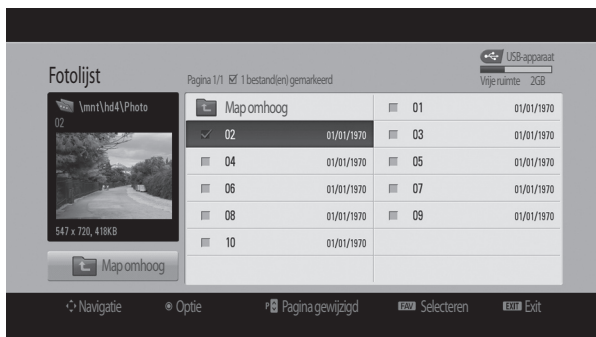 USB-apparaat
Fotolijst
Pagina 1/1 ☑ 1 bestand(en) gemarkeerd
Vrije ruimte 2GB
\mnt\hd4\Photo
02
547 x 720, 418KB
Map omhoog
Map omhoog
01 01/01/1970
02 01/01/1970
03 01/01/1970
04 01/01/1970
05 01/01/1970
06 01/01/1970
07 01/01/1970
08 01/01/1970
09 01/01/1970
10 01/01/1970
Navigatie
Optie
P Pagina gewijzigd
FAV Selecteren
EXIT Exit